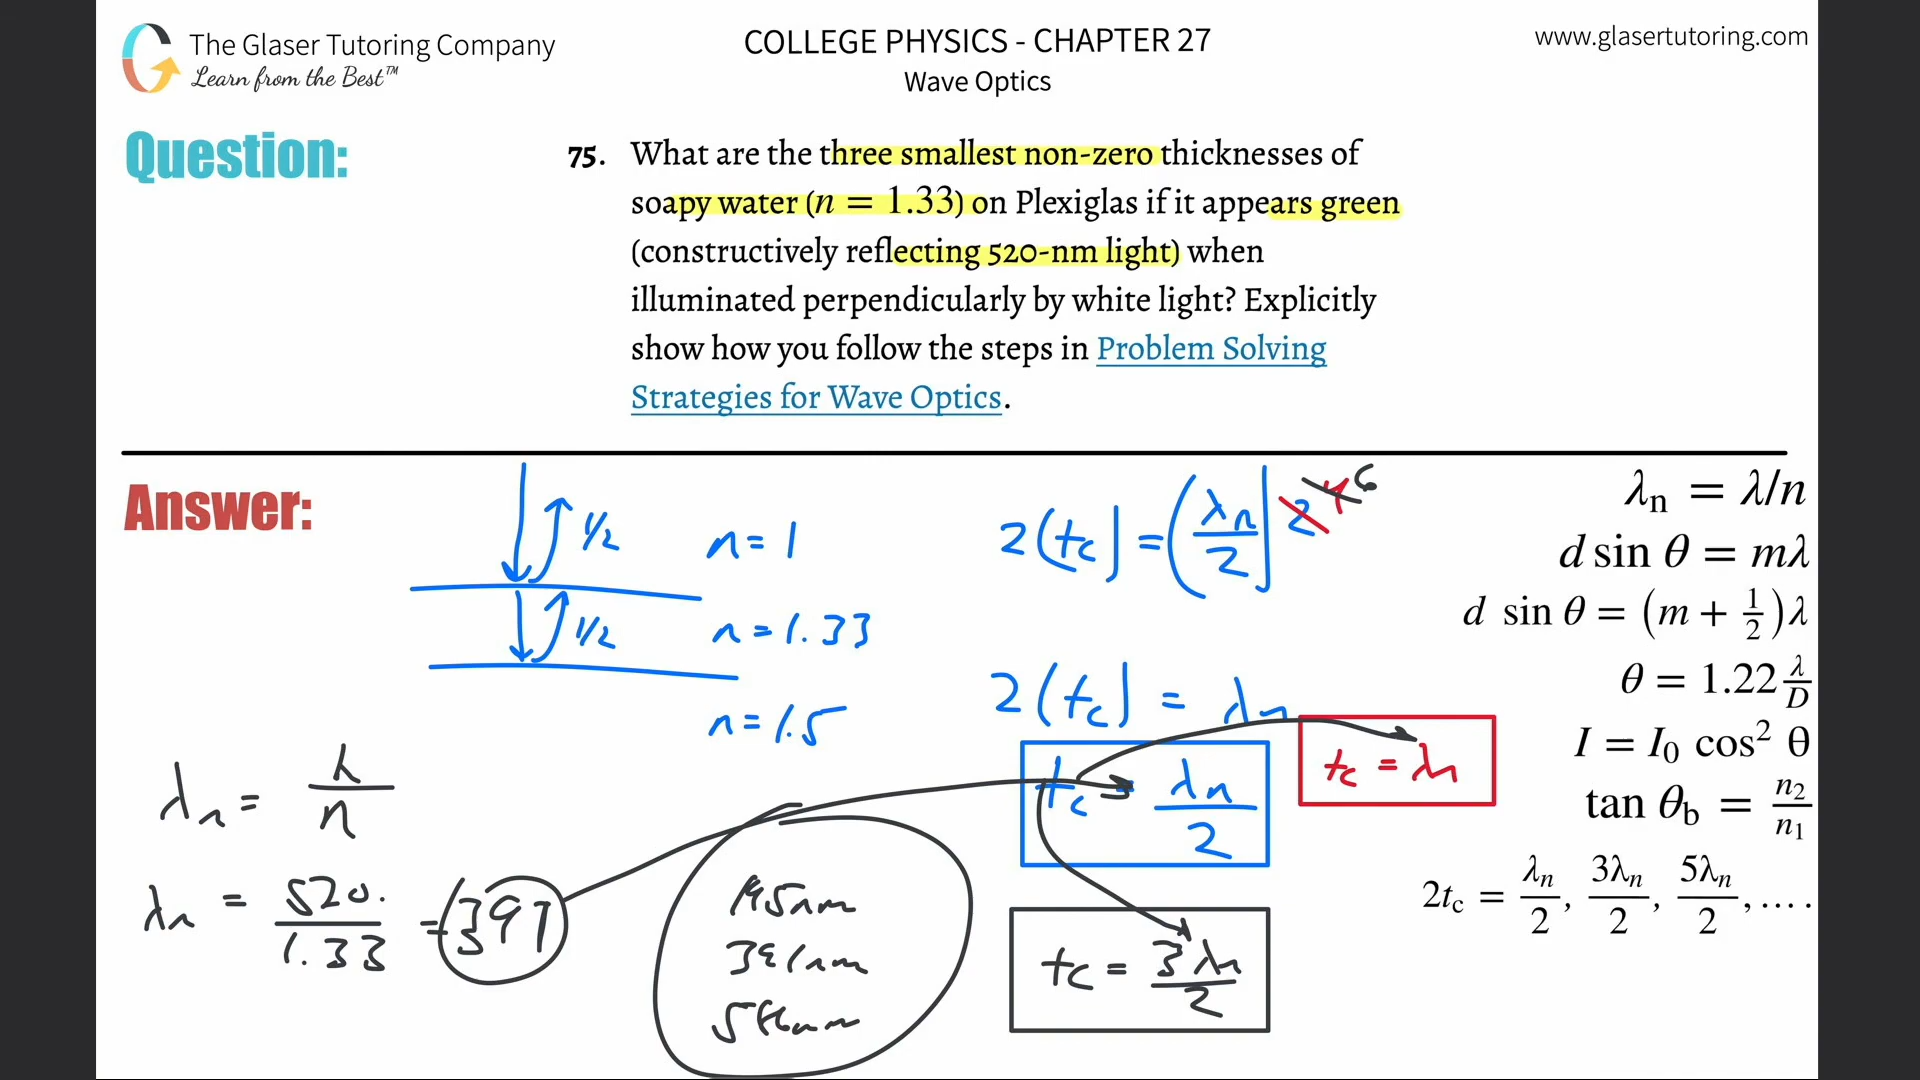 The Glaser Tutoring Company
Learn from the Best™
COLLEGE PHYSICS - CHAPTER 27
Wave Optics
www.glasertutoring.com
Question:
75. What are the three smallest non-zero thicknesses of
soapy water (n = 1.33) on Plexiglas if it appears green
(constructively reflecting 520-nm light) when
illuminated perpendicularly by white light? Explicitly
show how you follow the steps in Problem Solving
Strategies for Wave Optics.
Answer:
1/2 n = 1
1/2 n = 1.33
n = 1.5
2(tc) = (λn/2) 2 4 6
2(tc) = λn
tc = λn/2
tc = λn
tc = 3λn/2
λn = λ/n
λn = 520./1.33 = 391
195nm
391nm
586nm
λn = λ/n
d sin θ = mλ
d sin θ = (m + 1/2)λ
θ = 1.22 λ/D
I = I₀ cos² θ
tan θb = n₂/n₁
2tc = λn/2, 3λn/2, 5λn/2, ....